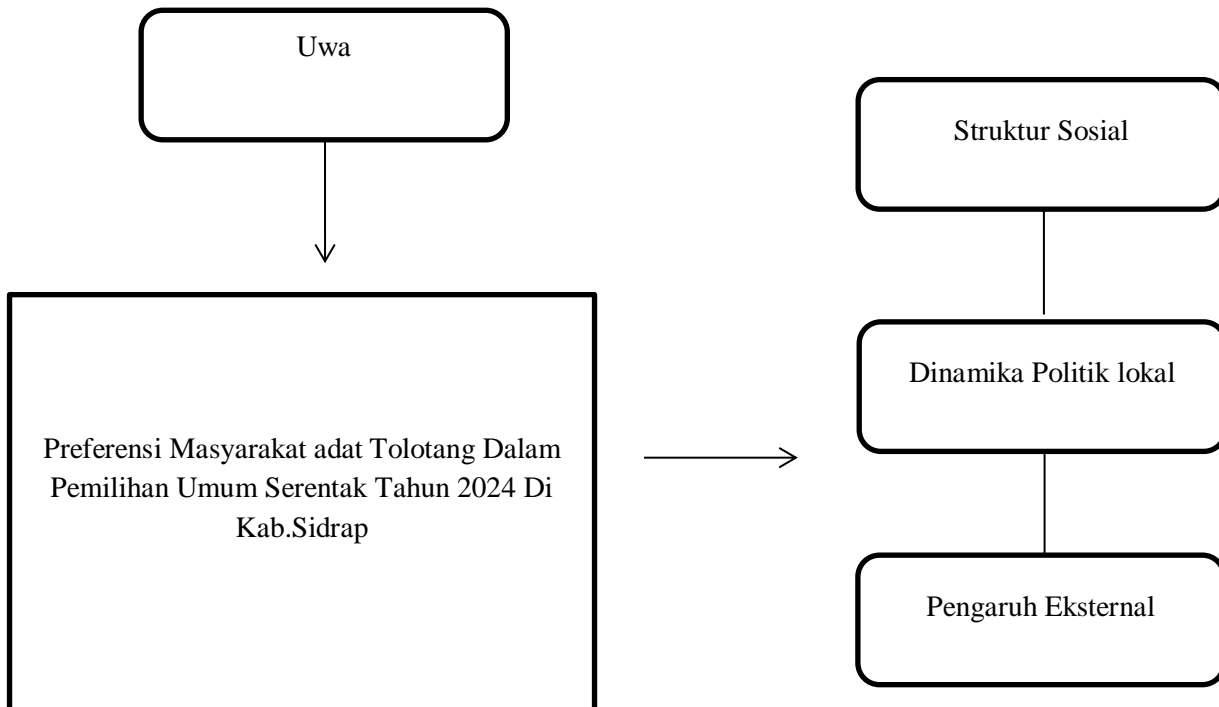 Uwa
Struktur Sosial
Dinamika Politik lokal
Preferensi Masyarakat adat Tolotang Dalam
Pemilihan Umum Serentak Tahun 2024 Di
Kab.Sidrap
Pengaruh Eksternal